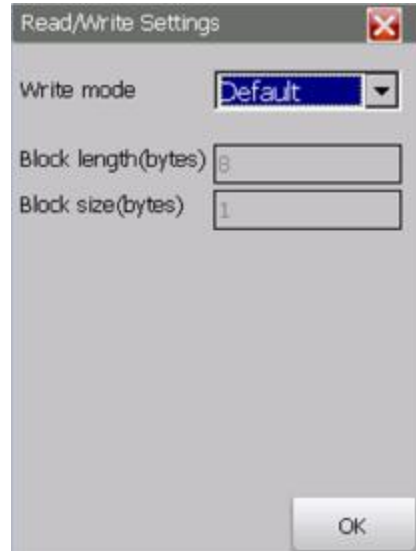 Read/Write Settings
Write mode Default
Block length(bytes) 8
Block size(bytes) 1
OK